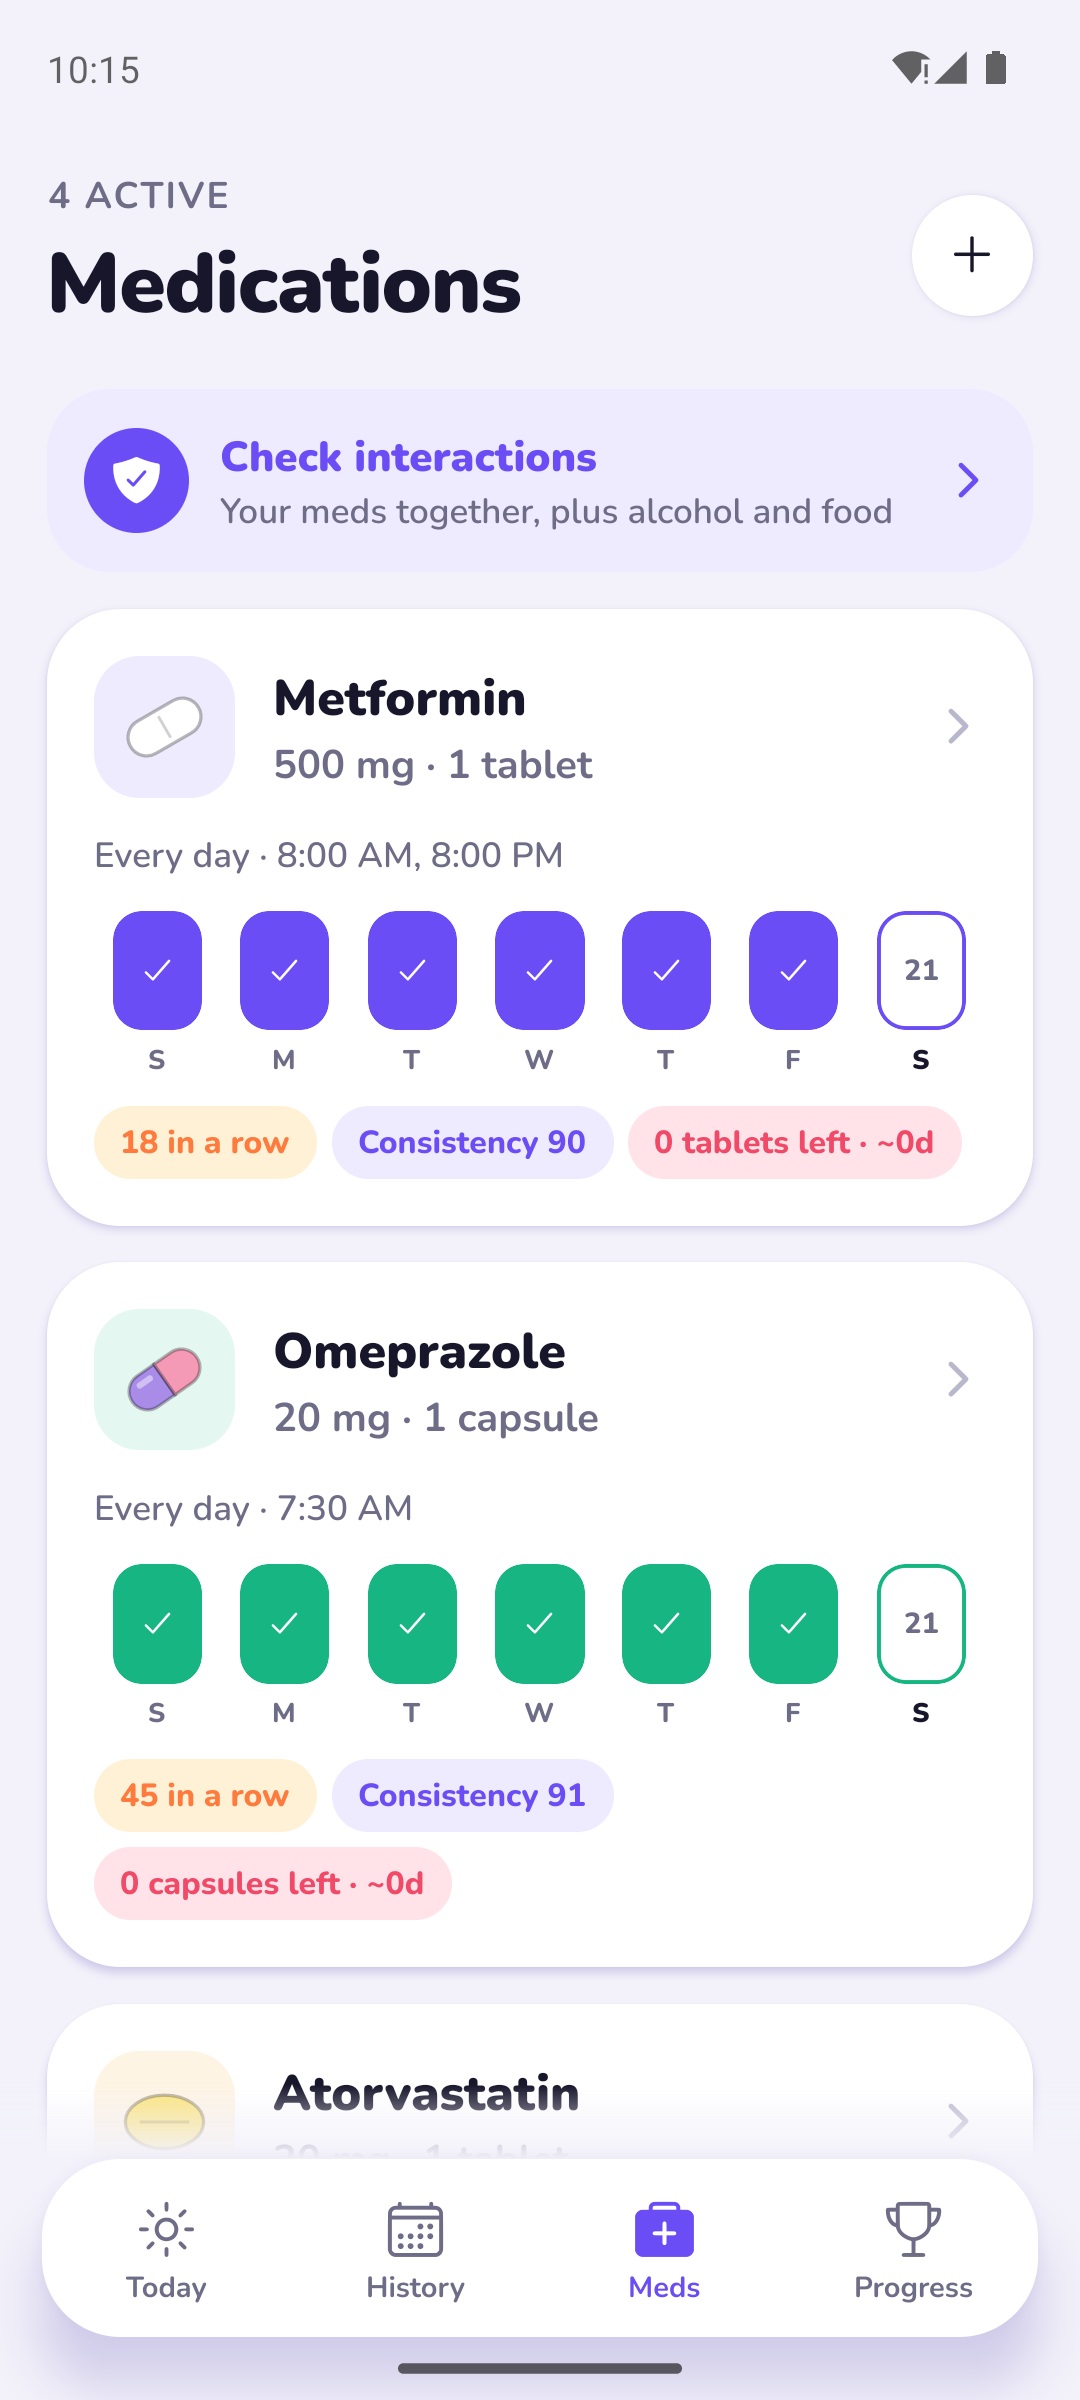 10:15
4 ACTIVE
Medications
Check interactions
Your meds together, plus alcohol and food
Metformin
500 mg · 1 tablet
Every day · 8:00 AM, 8:00 PM
21
S M T W T F S
18 in a row Consistency 90 0 tablets left · ~0d
Omeprazole
20 mg · 1 capsule
Every day · 7:30 AM
21
S M T W T F S
45 in a row Consistency 91
0 capsules left · ~0d
Atorvastatin
Today History Meds Progress